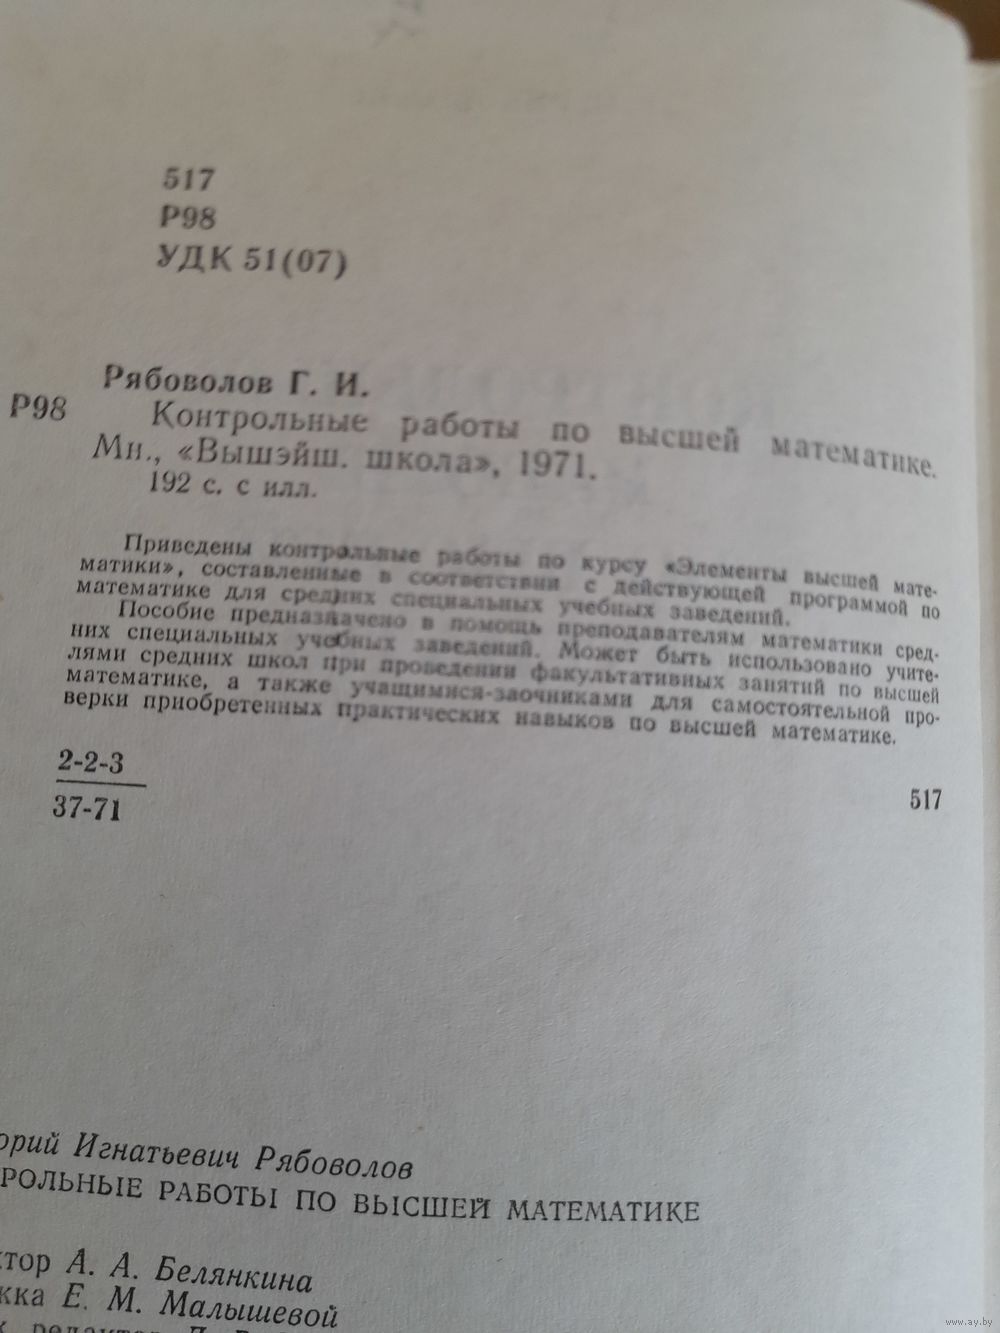 517
Р98
УДК 51(07)
Рябоволов Г. И.
Р98
Контрольные работы по высшей математике.
Мн., «Вышэйш. школа», 1971.
192 с. с илл.
Приведены контрольные работы по курсу «Элементы высшей мате-
матики», составленные в соответствии с действующей программой по
математике для средних специальных учебных заведений.
Пособие предназначено в помощь преподавателям математики сред-
них специальных учебных заведений. Может быть использовано учите-
лями средних школ при проведении факультативных занятий по высшей
математике, а также учащимися-заочниками для самостоятельной про-
верки приобретенных практических навыков по высшей математике.
2-2-3
37-71
517
орий Игнатьевич Рябоволов
РОЛЬНЫЕ РАБОТЫ ПО ВЫСШЕЙ МАТЕМАТИКЕ
ктор А. А. Белянкина
жка Е. М. Малышевой
www.ay.by